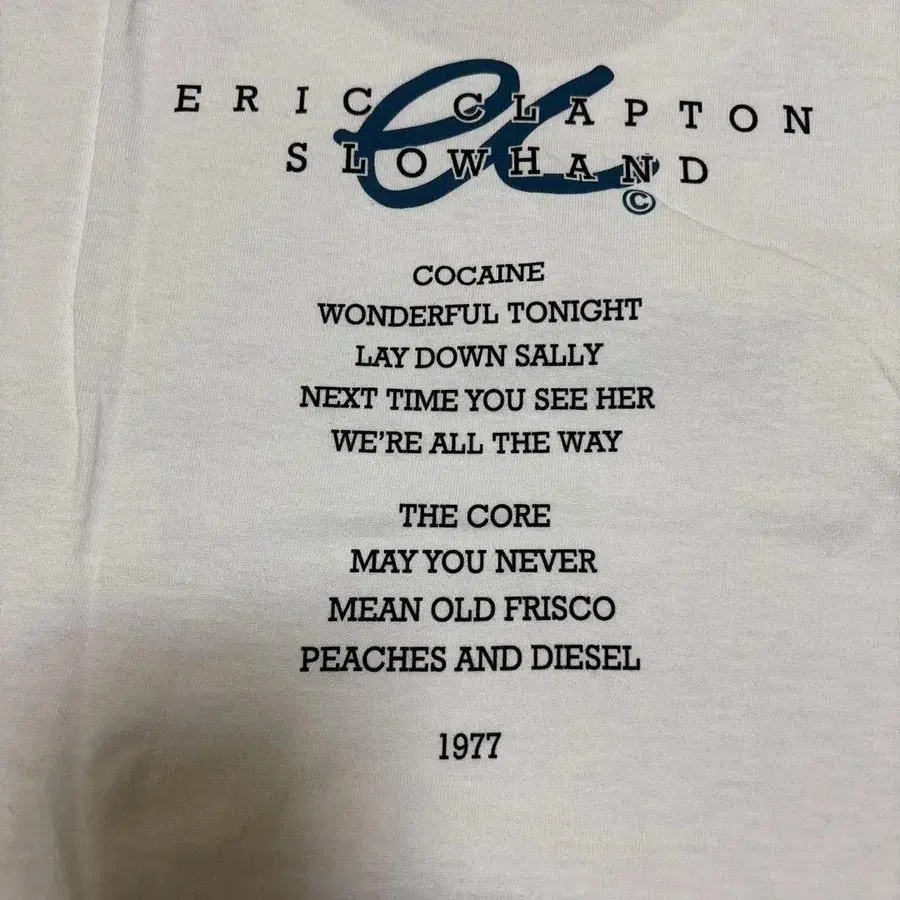 ERIC CLAPTON
SLOWHAND
ec
©
COCAINE
WONDERFUL TONIGHT
LAY DOWN SALLY
NEXT TIME YOU SEE HER
WE'RE ALL THE WAY
THE CORE
MAY YOU NEVER
MEAN OLD FRISCO
PEACHES AND DIESEL
1977